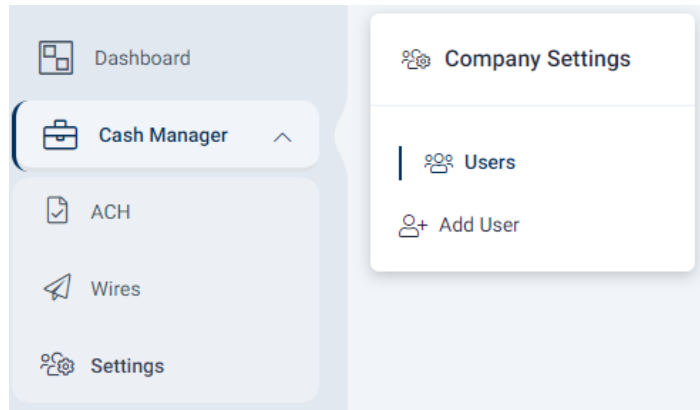 Dashboard
Cash Manager
ACH
Wires
Settings
Company Settings
Users
Add User